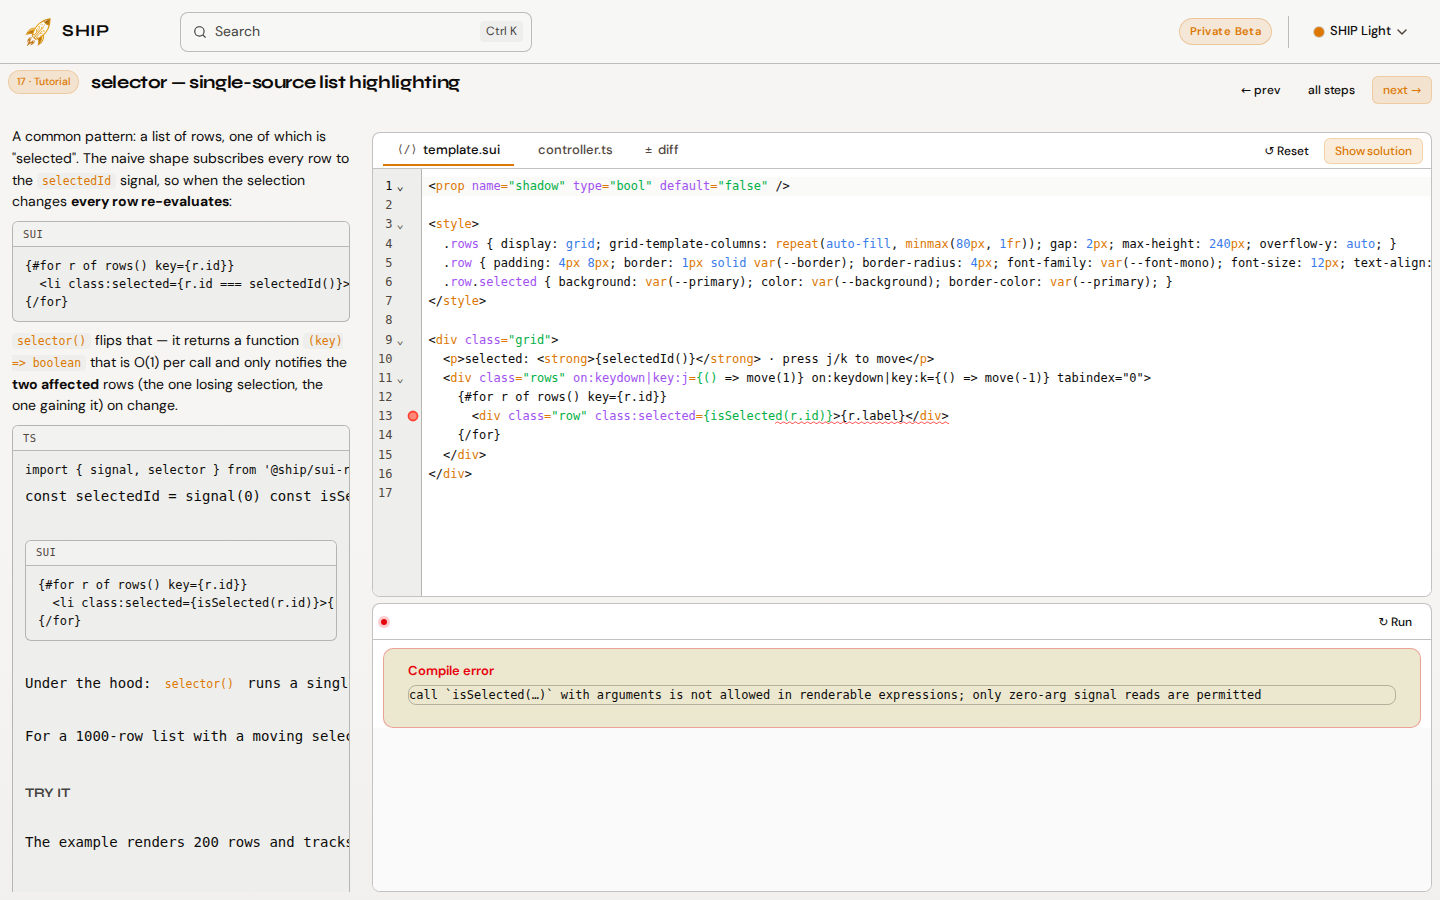 SHIP
Search
Ctrl K
Private Beta
SHIP Light
17 · Tutorial
selector — single-source list highlighting
← prev
all steps
next →
A common pattern: a list of rows, one of which is
"selected". The naive shape subscribes every row to
the selectedId signal, so when the selection
changes every row re-evaluates:
SUI
{#for r of rows() key={r.id}}
<li class:selected={r.id === selectedId()}>
{/for}
selector() flips that — it returns a function (key)
=> boolean that is O(1) per call and only notifies the
two affected rows (the one losing selection, the
one gaining it) on change.
TS
import { signal, selector } from '@ship/sui-r
const selectedId = signal(0) const isSe
SUI
{#for r of rows() key={r.id}}
<li class:selected={isSelected(r.id)}>{
{/for}
Under the hood: selector() runs a singl
For a 1000-row list with a moving selec
TRY IT
The example renders 200 rows and tracks
template.sui
controller.ts
± diff
↺ Reset
Show solution
1 <prop name="shadow" type="bool" default="false" />
2
3 <style>
4 .rows { display: grid; grid-template-columns: repeat(auto-fill, minmax(80px, 1fr)); gap: 2px; max-height: 240px; overflow-y: auto; }
5 .row { padding: 4px 8px; border: 1px solid var(--border); border-radius: 4px; font-family: var(--font-mono); font-size: 12px; text-align:
6 .row.selected { background: var(--primary); color: var(--background); border-color: var(--primary); }
7 </style>
8
9 <div class="grid">
10 <p>selected: <strong>{selectedId()}</strong> · press j/k to move</p>
11 <div class="rows" on:keydown|key:j={() => move(1)} on:keydown|key:k={() => move(-1)} tabindex="0">
12 {#for r of rows() key={r.id}}
13 <div class="row" class:selected={isSelected(r.id)}>{r.label}</div>
14 {/for}
15 </div>
16 </div>
17
↻ Run
Compile error
call `isSelected(…)` with arguments is not allowed in renderable expressions; only zero-arg signal reads are permitted